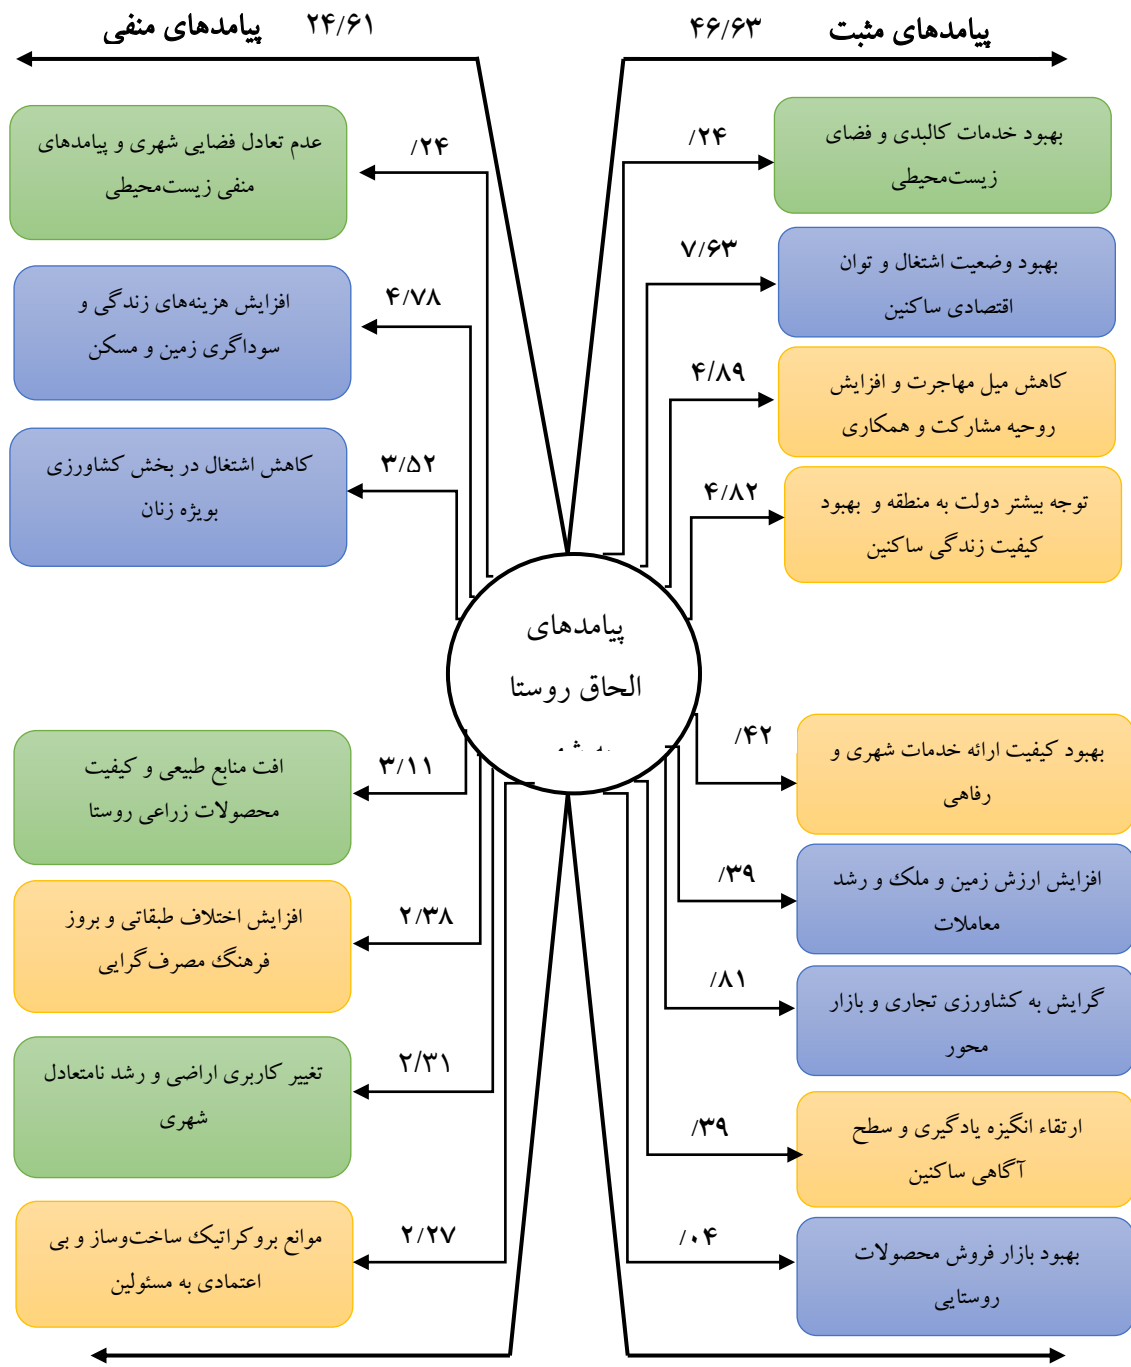 پیامدهای مثبت
۴۶/۶۳
۲۴/۶۱
پیامدهای منفی
بهبود خدمات کالبدی و فضای
زیست‌محیطی
/۲۴
بهبود وضعیت اشتغال و توان
اقتصادی ساکنین
۷/۶۳
کاهش میل مهاجرت و افزایش
روحیه مشارکت و همکاری
۴/۸۹
توجه بیشتر دولت به منطقه و بهبود
کیفیت زندگی ساکنین
۴/۸۲
بهبود کیفیت ارائه خدمات شهری و
رفاهی
/۴۲
افزایش ارزش زمین و ملک و رشد
معاملات
/۳۹
گرایش به کشاورزی تجاری و بازار
محور
/۸۱
ارتقاء انگیزه یادگیری و سطح
آگاهی ساکنین
/۳۹
بهبود بازار فروش محصولات
روستایی
/۰۴
پیامدهای
الحاق روستا
عدم تعادل فضایی شهری و پیامدهای
منفی زیست‌محیطی
/۲۴
افزایش هزینه‌های زندگی و
سوداگری زمین و مسکن
۴/۷۸
کاهش اشتغال در بخش کشاورزی
بویژه زنان
۳/۵۲
افت منابع طبیعی و کیفیت
محصولات زراعی روستا
۳/۱۱
افزایش اختلاف طبقاتی و بروز
فرهنگ مصرف‌گرایی
۲/۳۸
تغییر کاربری اراضی و رشد نامتعادل
شهری
۲/۳۱
موانع بروکراتیک ساخت‌وساز و بی
اعتمادی به مسئولین
۲/۲۷